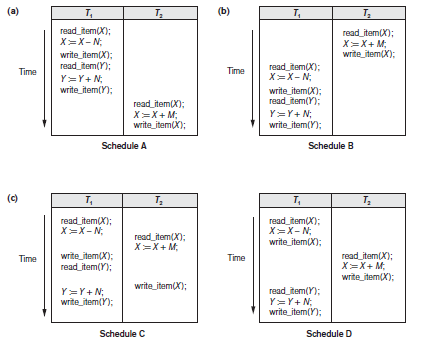 (a)
T₁ T₂
read_item(X);
X := X – N;
write_item(X);
read_item(Y);
Y := Y + N;
write_item(Y);
read_item(X);
X := X + M;
write_item(X);
Time
Schedule A
(b)
T₁ T₂
read_item(X);
X := X + M;
write_item(X);
read_item(X);
X := X – N;
write_item(X);
read_item(Y);
Y := Y + N;
write_item(Y);
Time
Schedule B
(c)
T₁ T₂
read_item(X);
X := X – N;
read_item(X);
X := X + M;
write_item(X);
read_item(Y);
write_item(X);
Y := Y + N;
write_item(Y);
Time
Schedule C
T₁ T₂
read_item(X);
X := X – N;
write_item(X);
read_item(X);
X := X + M;
write_item(X);
read_item(Y);
Y := Y + N;
write_item(Y);
Time
Schedule D